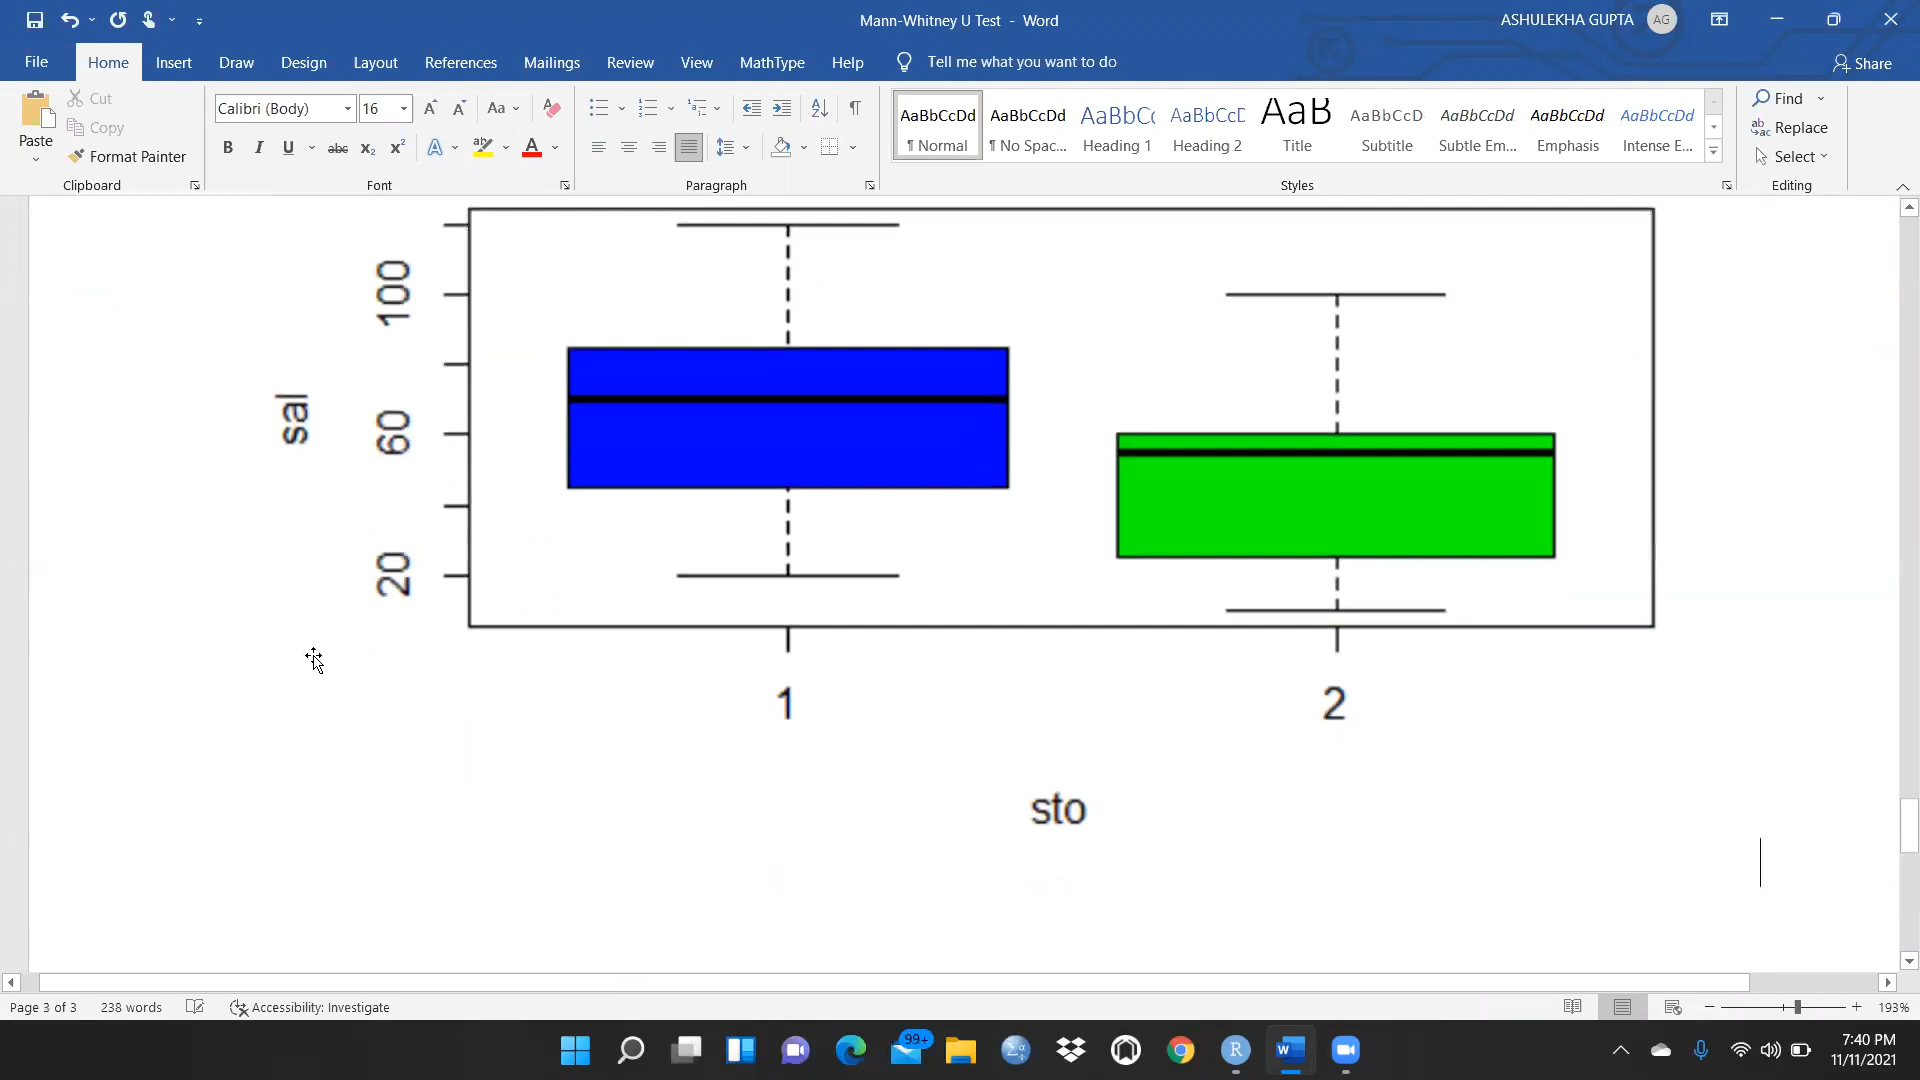 Mann-Whitney U Test - Word
ASHULEKHA GUPTA
AG
File
Home
Insert
Draw
Design
Layout
References
Mailings
Review
View
MathType
Help
Tell me what you want to do
Share
Paste
Cut
Copy
Format Painter
Clipboard
Calibri (Body)
16
Font
Paragraph
AaBbCcDd
¶ Normal
AaBbCcDd
¶ No Spac...
AaBbC
Heading 1
AaBbCcD
Heading 2
AaB
Title
AaBbCcD
Subtitle
AaBbCcDd
Subtle Em...
AaBbCcDd
Emphasis
AaBbCcDd
Intense E...
Styles
Find
Replace
Select
Editing
sal
100
60
20
1
2
sto
Page 3 of 3
238 words
Accessibility: Investigate
193%
99+
7:40 PM
11/11/2021